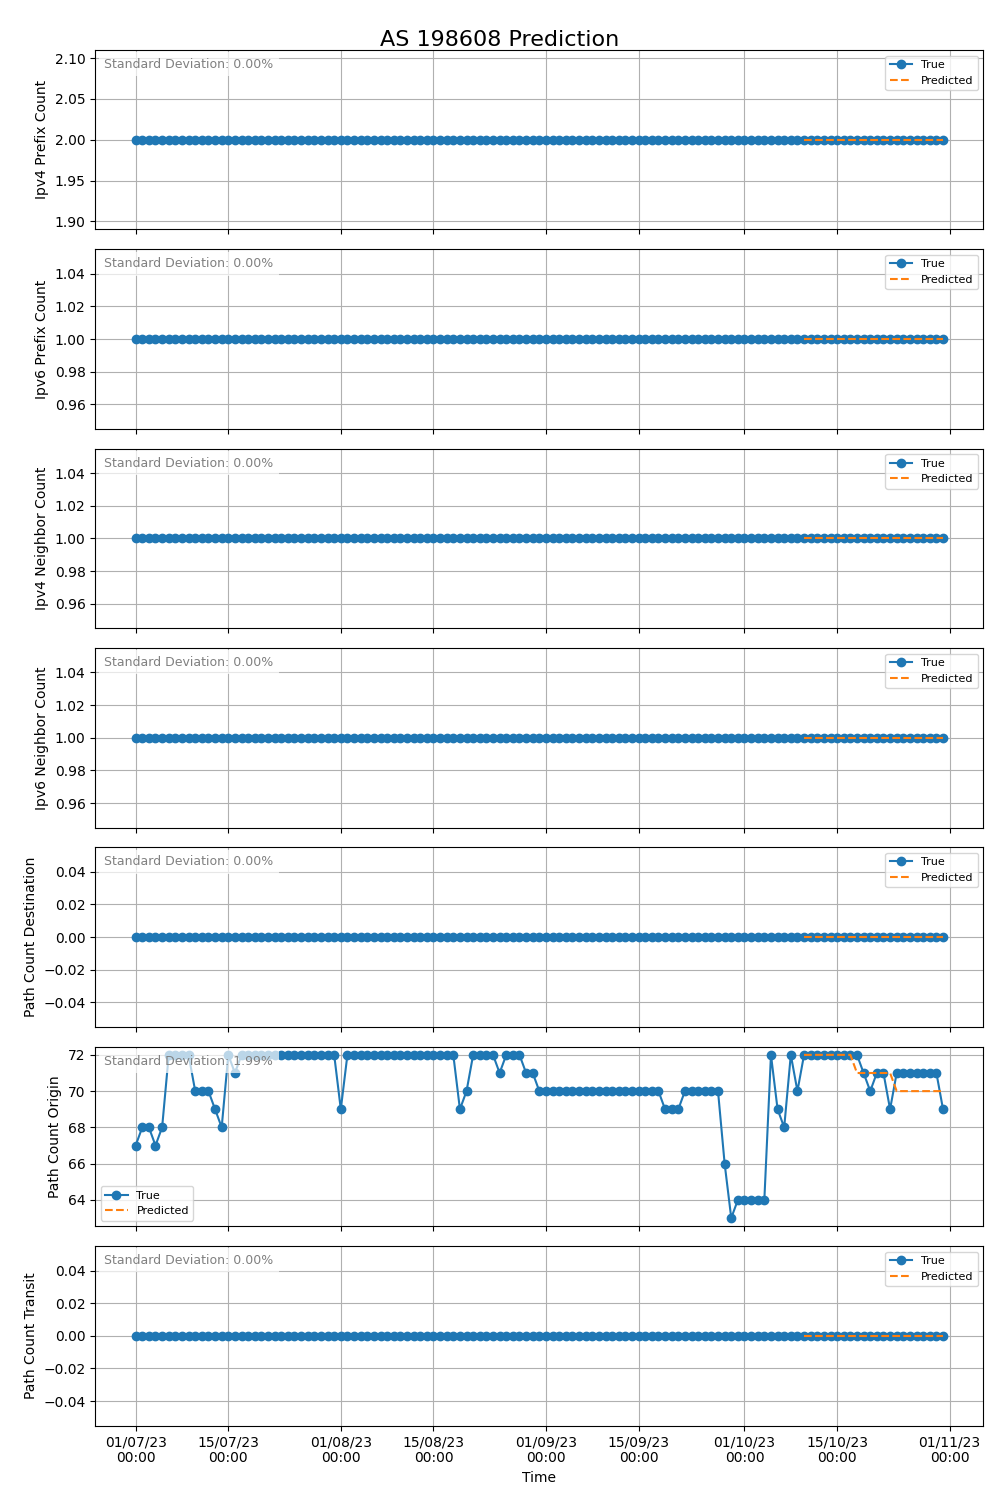 AS 198608 Prediction
Ipv4 Prefix Count
Standard Deviation: 0.00%
True
Predicted
2.10
2.05
2.00
1.95
1.90
Ipv6 Prefix Count
Standard Deviation: 0.00%
True
Predicted
1.04
1.02
1.00
0.98
0.96
Ipv4 Neighbor Count
Standard Deviation: 0.00%
True
Predicted
1.04
1.02
1.00
0.98
0.96
Ipv6 Neighbor Count
Standard Deviation: 0.00%
True
Predicted
1.04
1.02
1.00
0.98
0.96
Path Count Destination
Standard Deviation: 0.00%
True
Predicted
0.04
0.02
0.00
−0.02
−0.04
Path Count Origin
Standard Deviation: 1.99%
72
70
68
66
64
True
Predicted
Path Count Transit
Standard Deviation: 0.00%
True
Predicted
0.04
0.02
0.00
−0.02
−0.04
01/07/23 15/07/23 01/08/23 15/08/23 01/09/23 15/09/23 01/10/23 15/10/23 01/11/23
00:00 00:00 00:00 00:00 00:00 00:00 00:00 00:00 00:00
Time